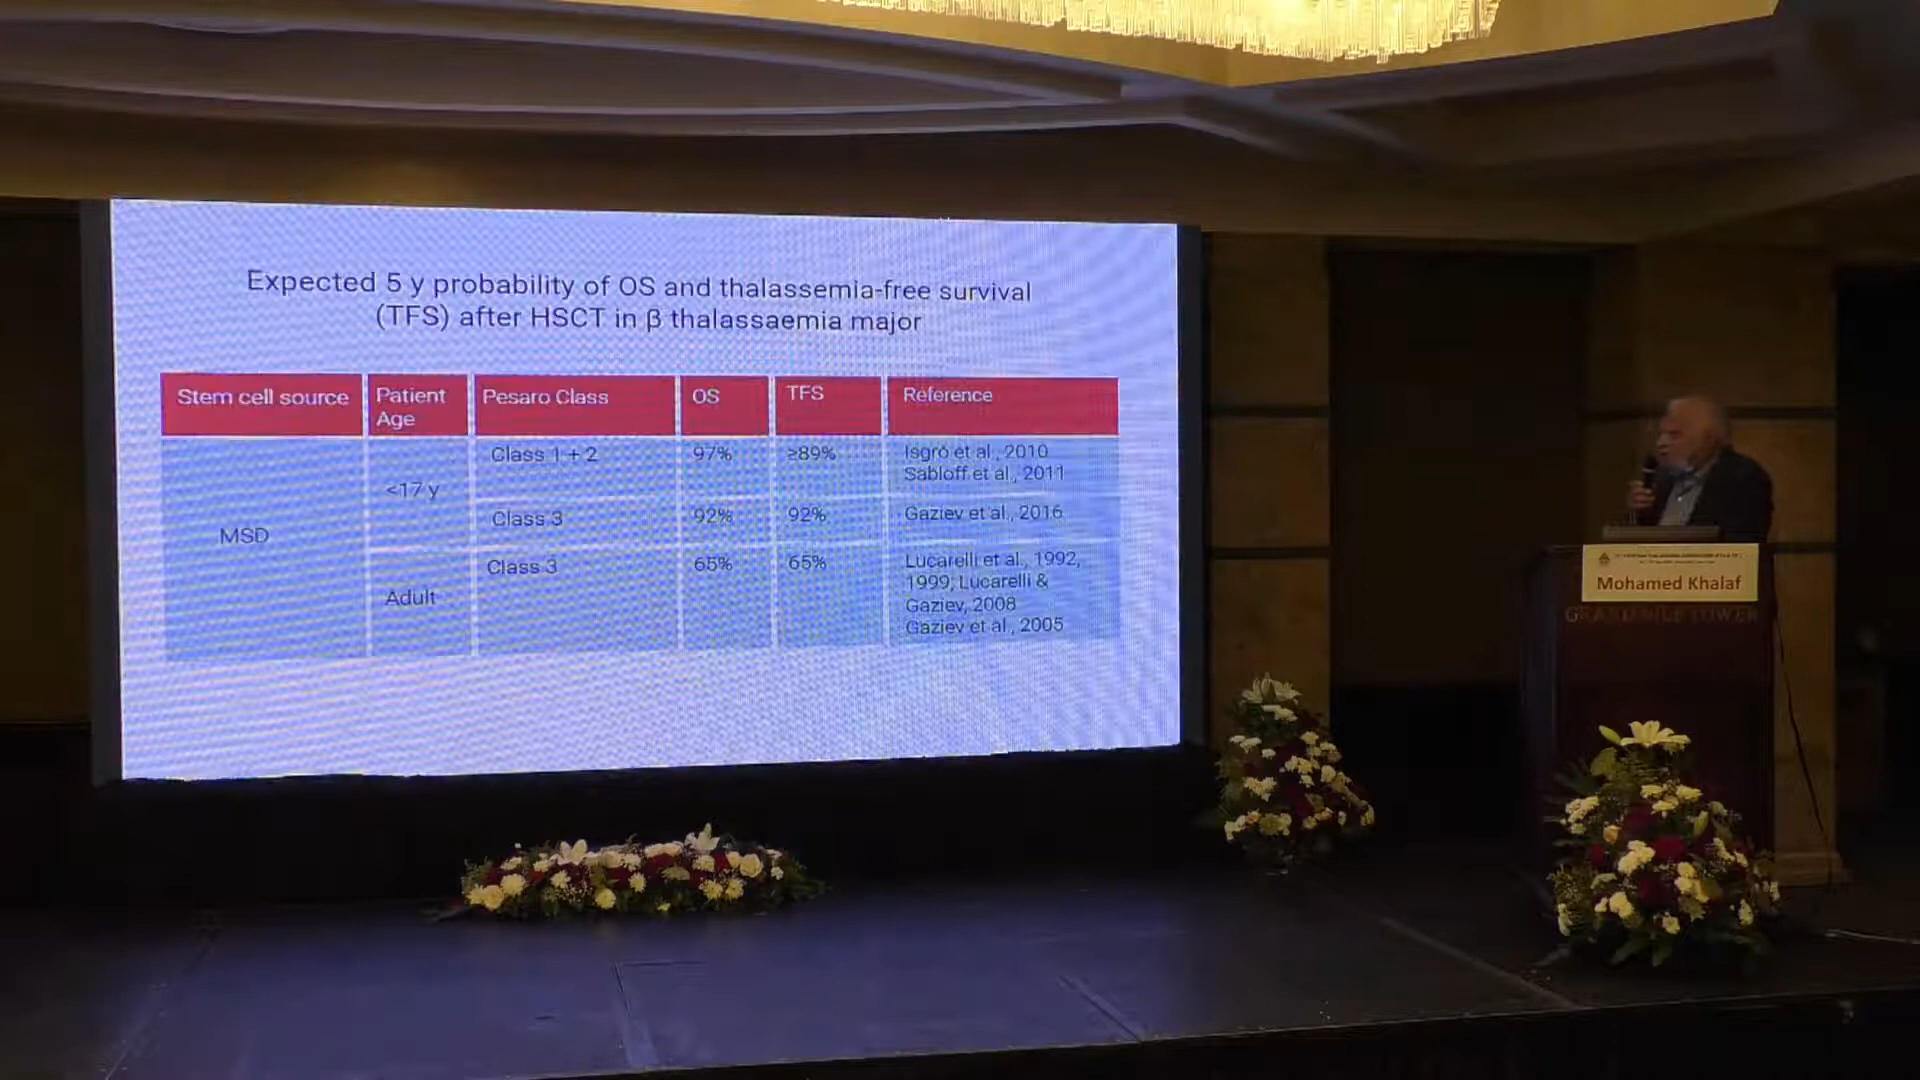 Expected 5 y probability of OS and thalassemia-free survival
(TFS) after HSCT in β thalassaemia major
Stem cell source
Patient
Age
Pesaro Class
OS
TFS
Reference
MSD
<17 y
Class 1 + 2
97%
≥89%
Isgrò et al., 2010
Sabloff et al., 2011
Class 3
92%
92%
Gaziev et al., 2016
Adult
Class 3
65%
65%
Lucarelli et al., 1992,
1999; Lucarelli &
Gaziev, 2008
Gaziev et al., 2005
Mohamed Khalaf
GRAND NILE TOWER